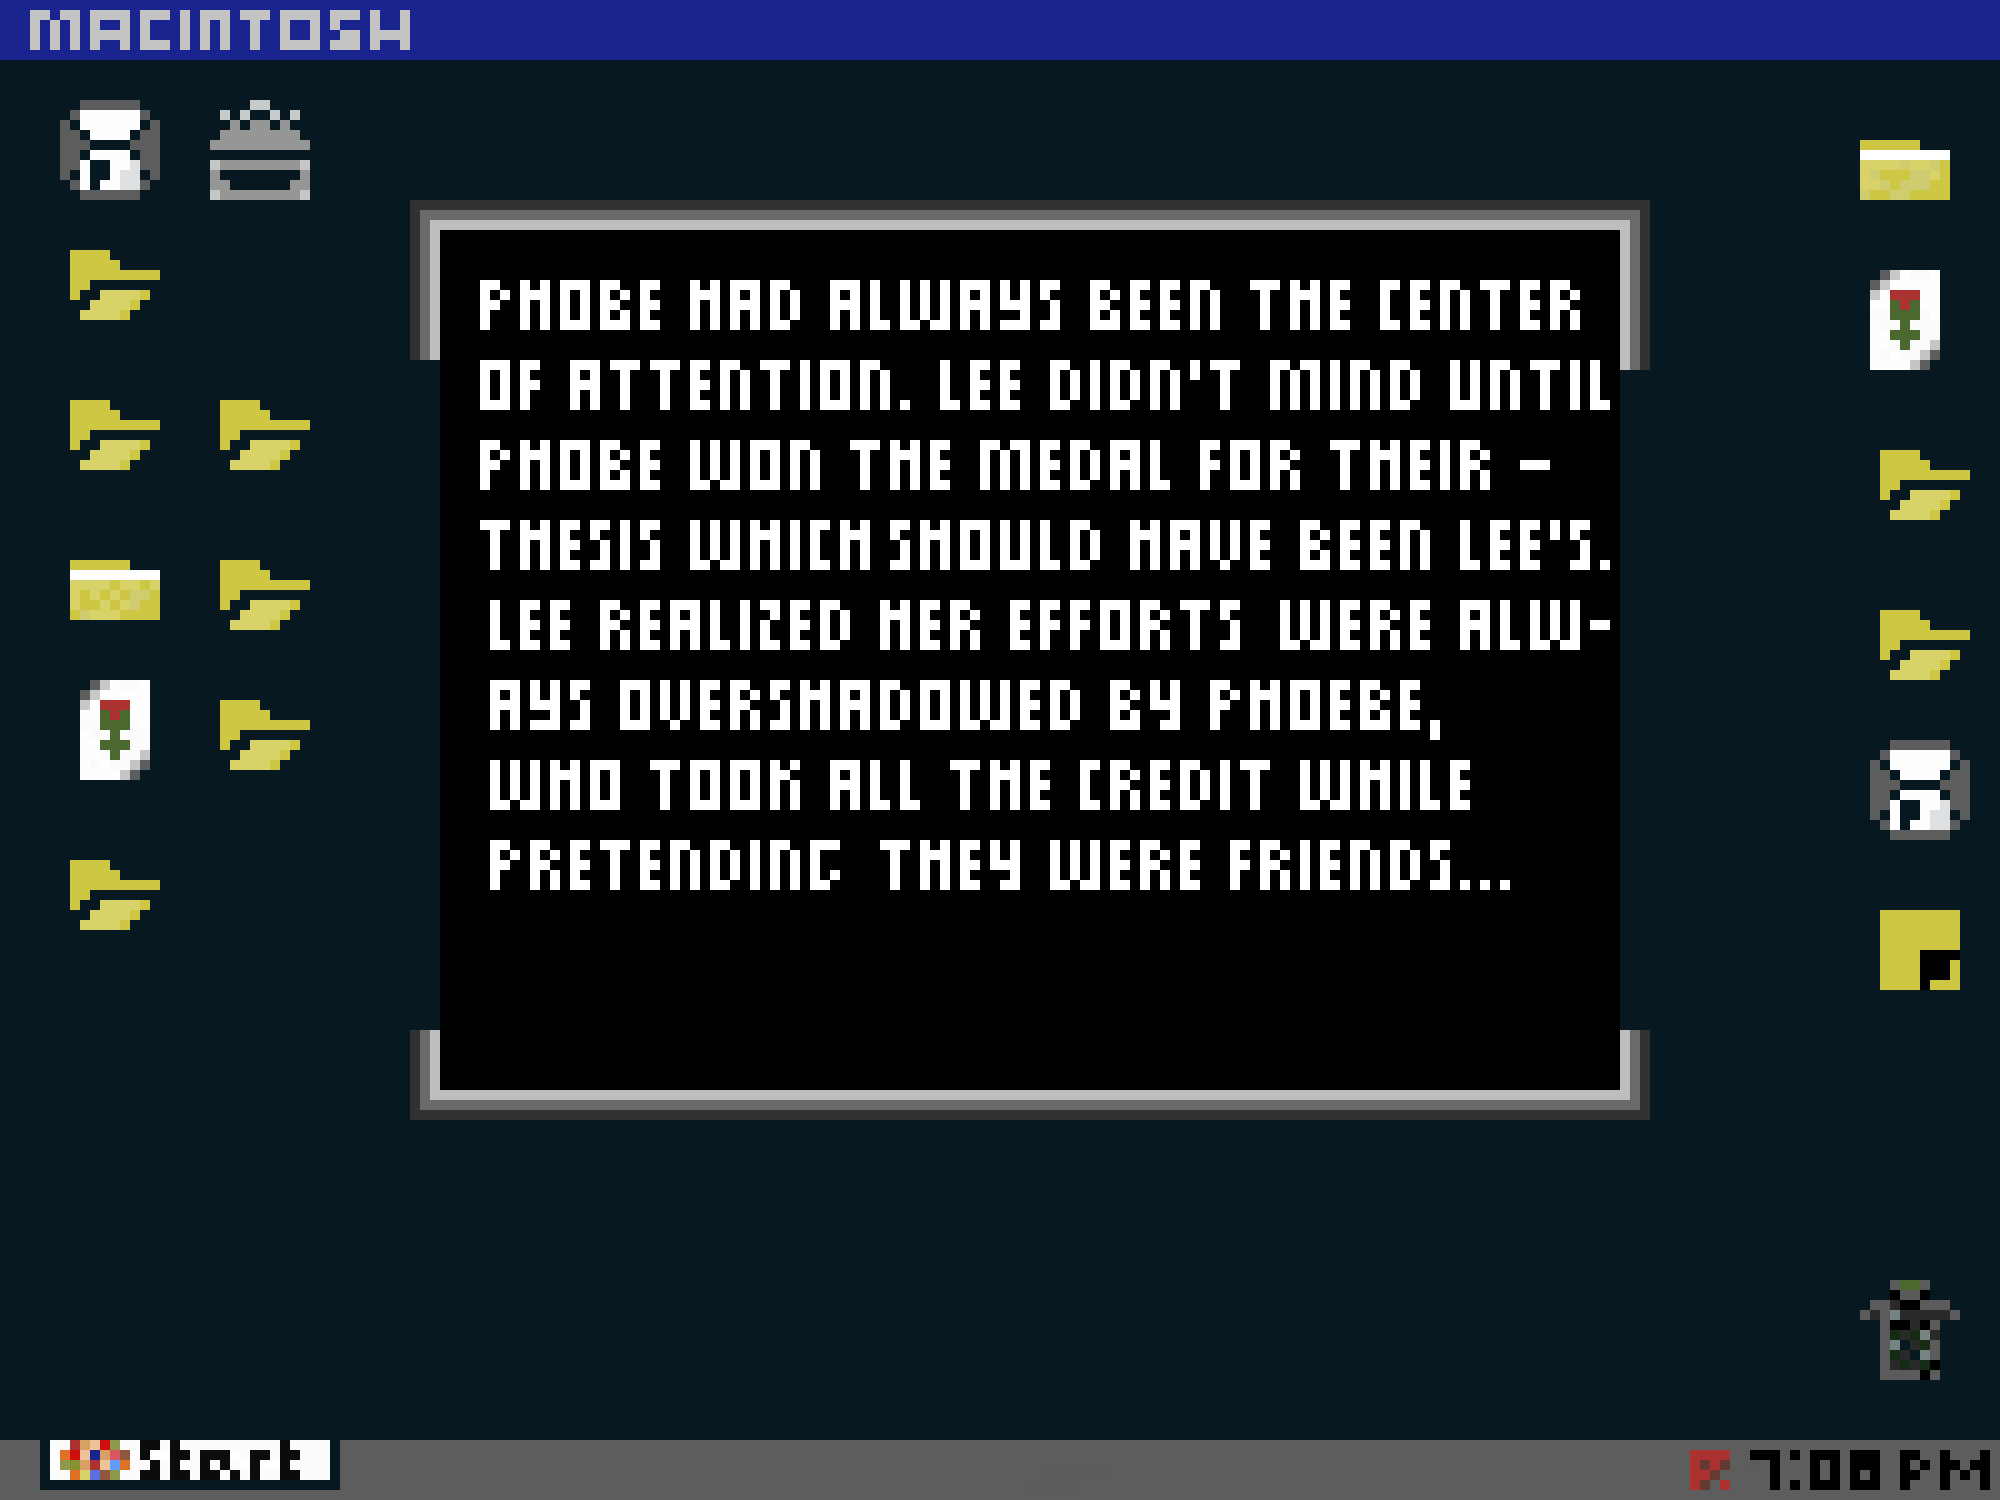 MACINTOSH
PHOBE HAD ALWAYS BEEN THE CENTER
OF ATTENTION. LEE DIDN'T MIND UNTIL
PHOBE WON THE MEDAL FOR THEIR -
THESIS WHICH SHOULD HAVE BEEN LEE'S.
LEE REALIZED HER EFFORTS WERE ALW-
AYS OVERSHADOWED BY PHOEBE,
WHO TOOK ALL THE CREDIT WHILE
PRETENDING THEY WERE FRIENDS...
start
7:08 PM